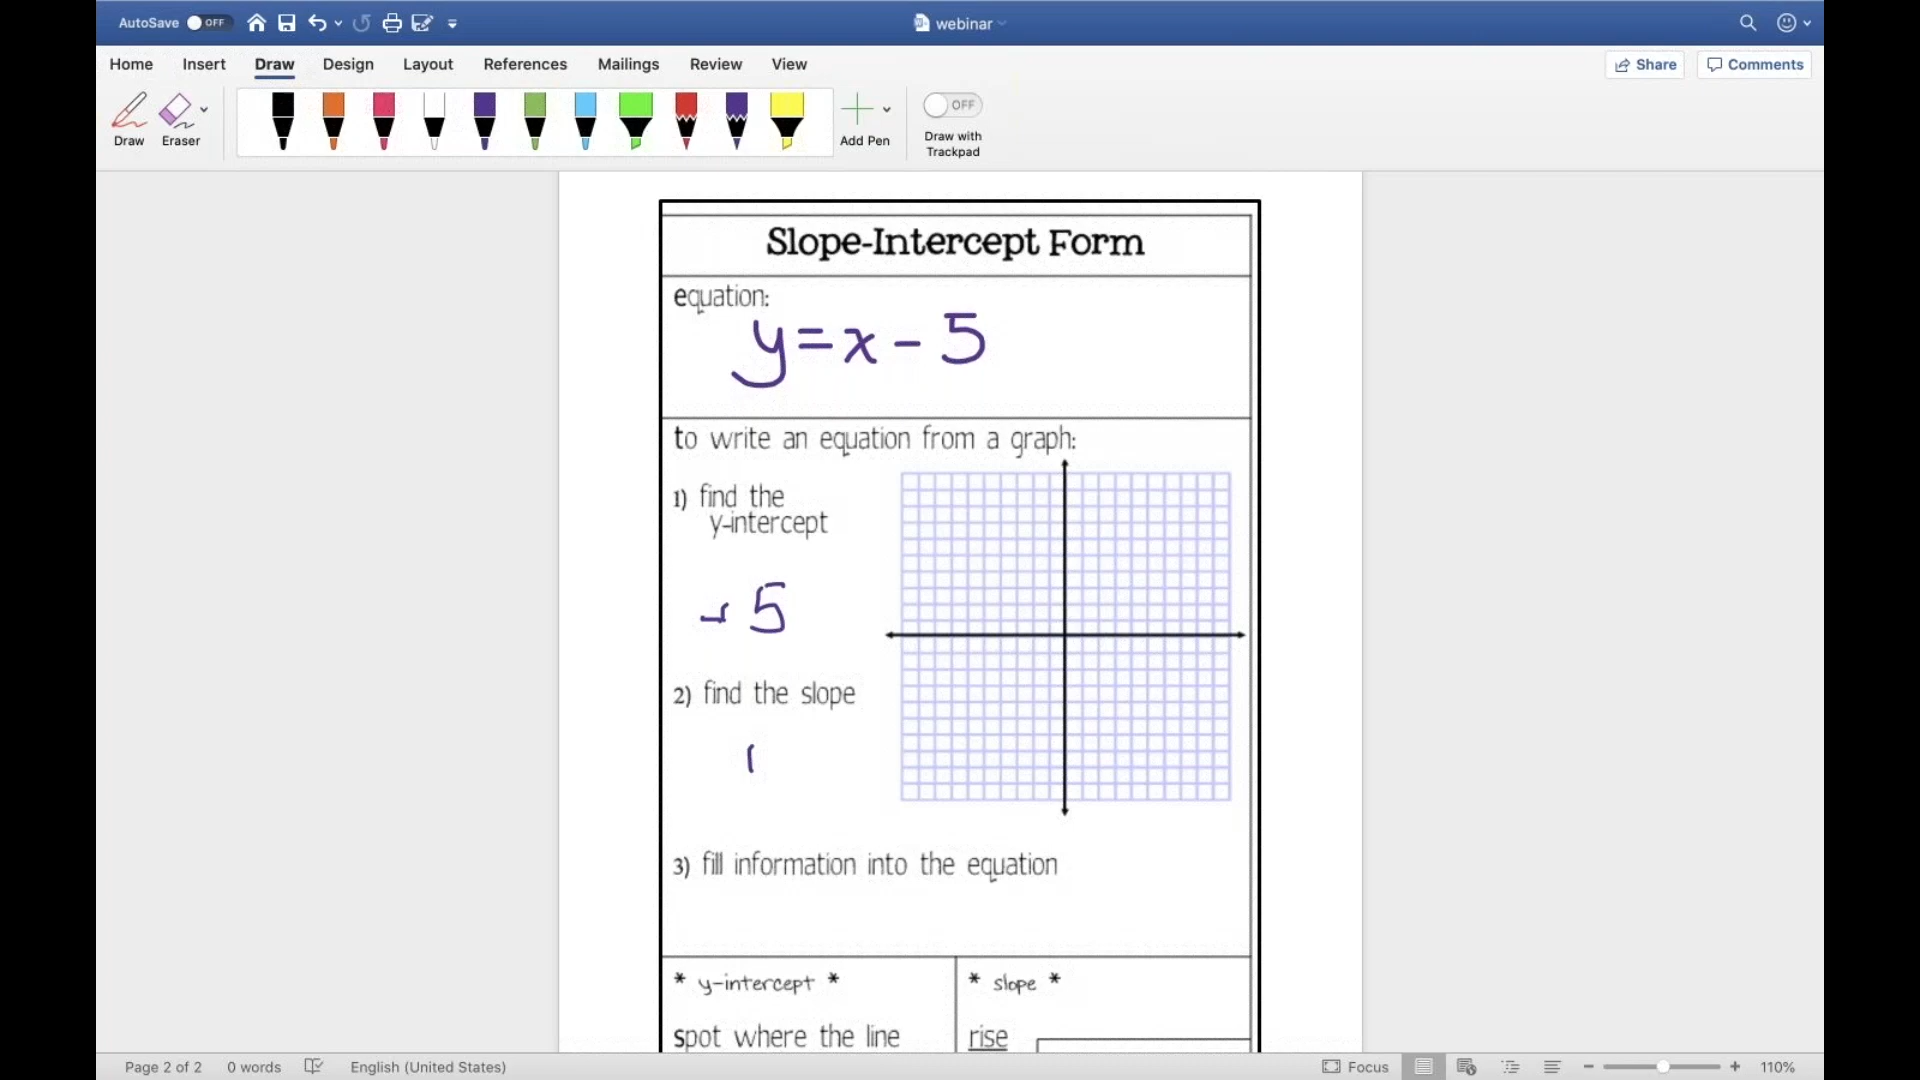 AutoSave OFF webinar
Home Insert Draw Design Layout References Mailings Review View Share Comments
Draw Eraser Add Pen OFF Draw with Trackpad
Slope-Intercept Form
equation:
y=x-5
to write an equation from a graph:
1) find the
y-intercept
-5
2) find the slope
1
3) fill information into the equation
* y-intercept *
spot where the line
* slope *
rise
Page 2 of 2 0 words English (United States) Focus 110%